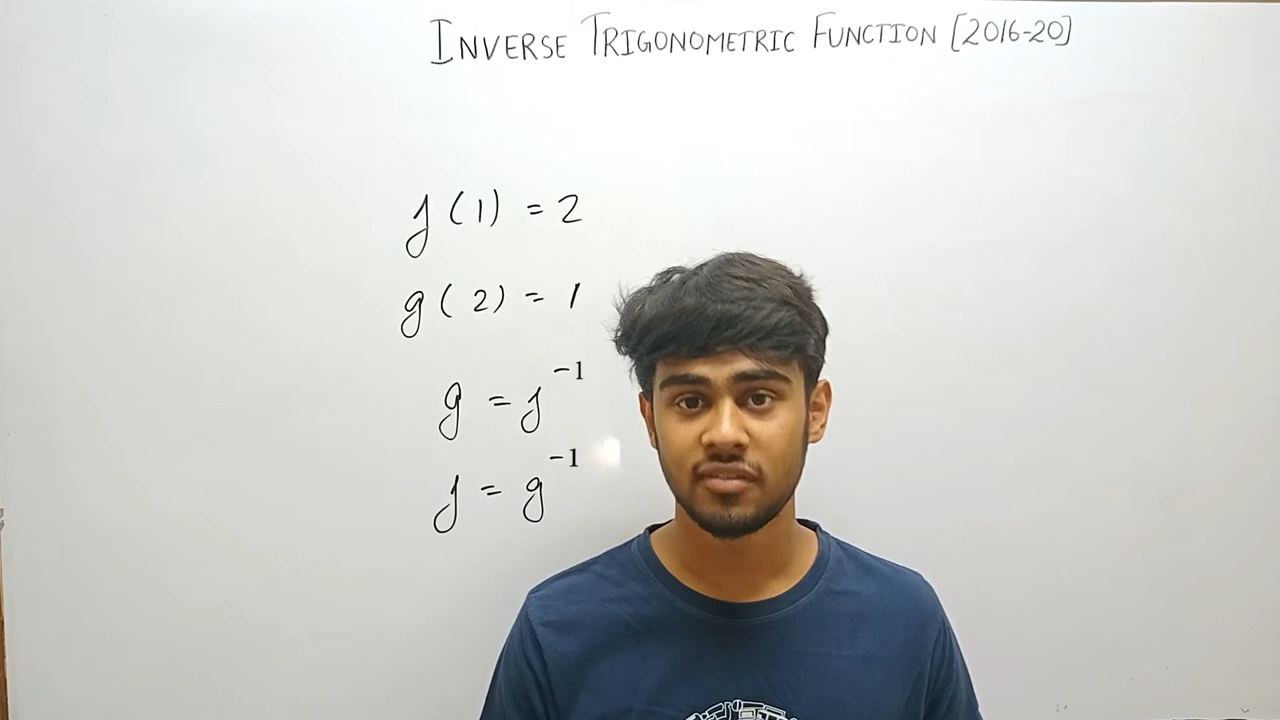 INVERSE TRIGONOMETRIC FUNCTION [2016-20]
f(1) = 2
g(2) = 1
g = f⁻¹
f = g⁻¹